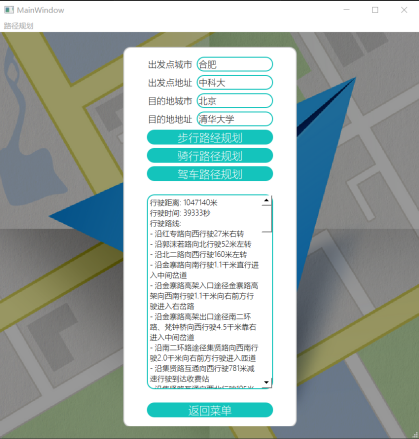 MainWindow
路径规划
出发点城市 合肥
出发点地址 中科大
目的地城市 北京
目的地地址 清华大学
步行路经规划
骑行路径规划
驾车路径规划
行驶距离: 1047140米
行驶时间: 39333秒
行驶路线:
- 沿红专路向西行驶27米右转
- 沿郭沫若路向北行驶52米左转
- 沿北二路向西行驶160米左转
- 沿金寨路向南行驶1.1千米直行进
入中间岔道
- 沿金寨路高架入口途径金寨路高
架向西南行驶1.1千米向右前方行
驶进入右岔路
- 沿金寨路高架出口途径南二环
路、凳钟桥向西行驶4.5千米靠右
进入中间岔道
- 沿南二环路途径集贤路向西南行
驶2.0千米向右前方行驶进入匝道
- 沿集贤路互通向西行驶781米减
速行驶到达收费站
返回菜单